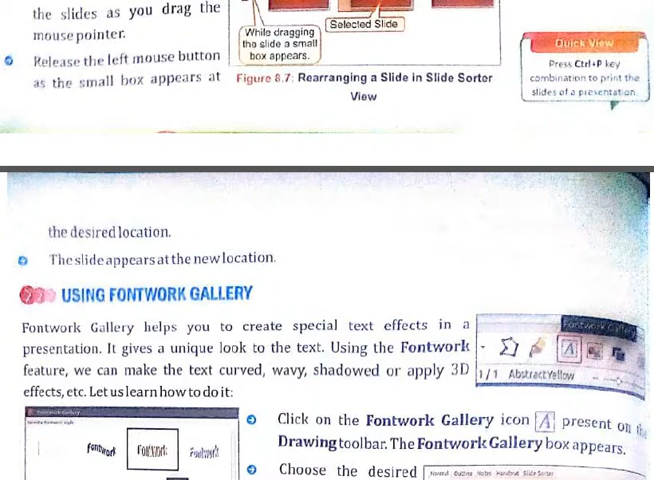 the slides as you drag the
mouse pointer.
Release the left mouse button
as the small box appears at
While dragging
the slide a small
box appears.
Selected Slide
Figure 8.7: Rearranging a Slide in Slide Sorter
View
Quick View
Press Ctrl+P key
combination to print the
slides of a presentation.
the desired location.
The slide appears at the new location.
USING FONTWORK GALLERY
Fontwork Gallery helps you to create special text effects in a
presentation. It gives a unique look to the text. Using the Fontwork
feature, we can make the text curved, wavy, shadowed or apply 3D
effects, etc. Let us learn how to do it:
Fontwork Gallery
1 / 1 AbstractYellow
Fontwork Gallery
Fontwork
Fontwork
Fontwork
Click on the Fontwork Gallery icon A present on the
Drawing toolbar. The Fontwork Gallery box appears.
Choose the desired
Normal Outline Notes Handout Slide Sorter